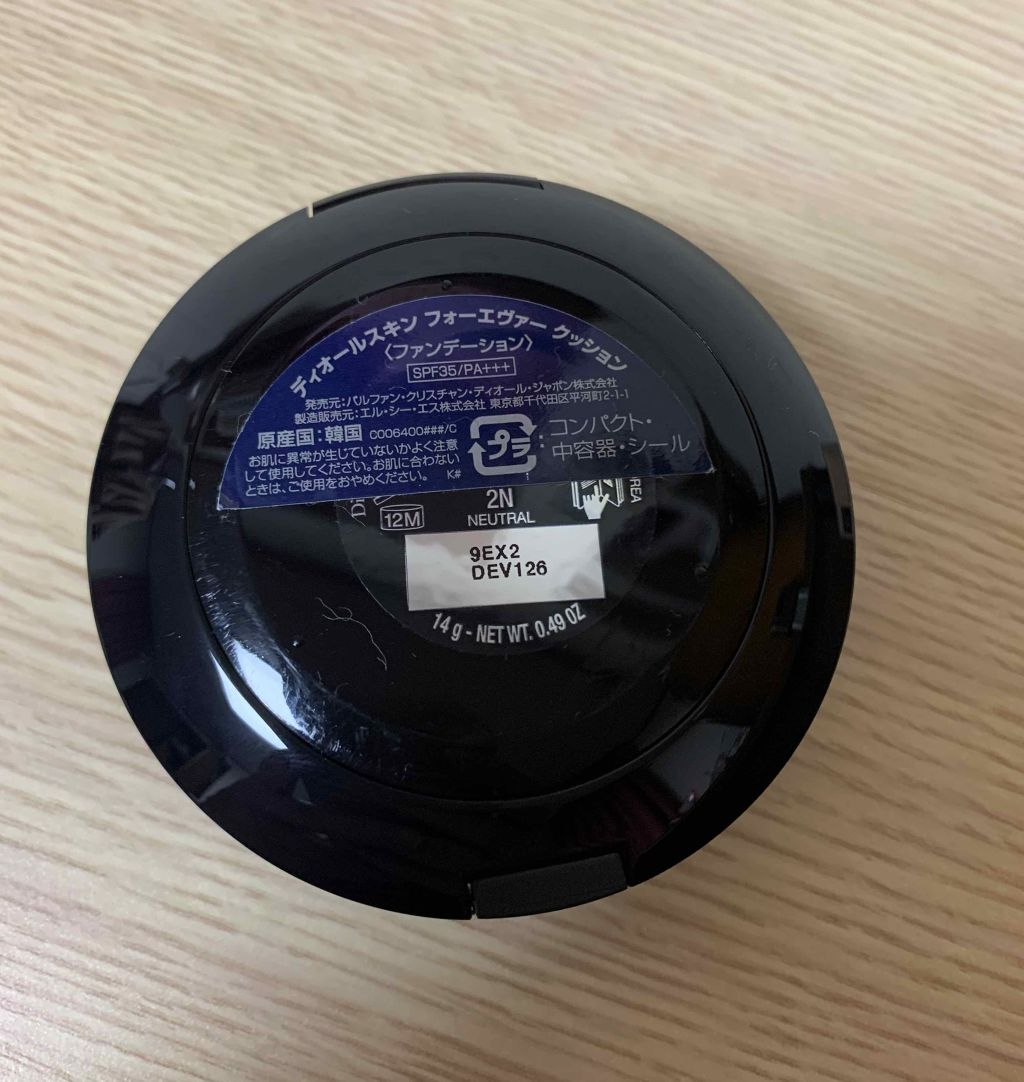 ディオールスキン フォーエヴァー クッション
〈ファンデーション〉
SPF35/PA+++
発売元:パルファン・クリスチャン・ディオール・ジャポン株式会社
製造販売元:エル・シー・エス株式会社 東京都千代田区平河町2-1-1
原産国:韓国 C006400###/C
お肌に異常が生じていないかよく注意
して使用してください。お肌に合わない
ときは、ご使用をおやめください。 K#
プラ
コンパクト・
中容器・シール
12M
2N
NEUTRAL
9EX2
DEV126
14 g - NET WT. 0.49 OZ